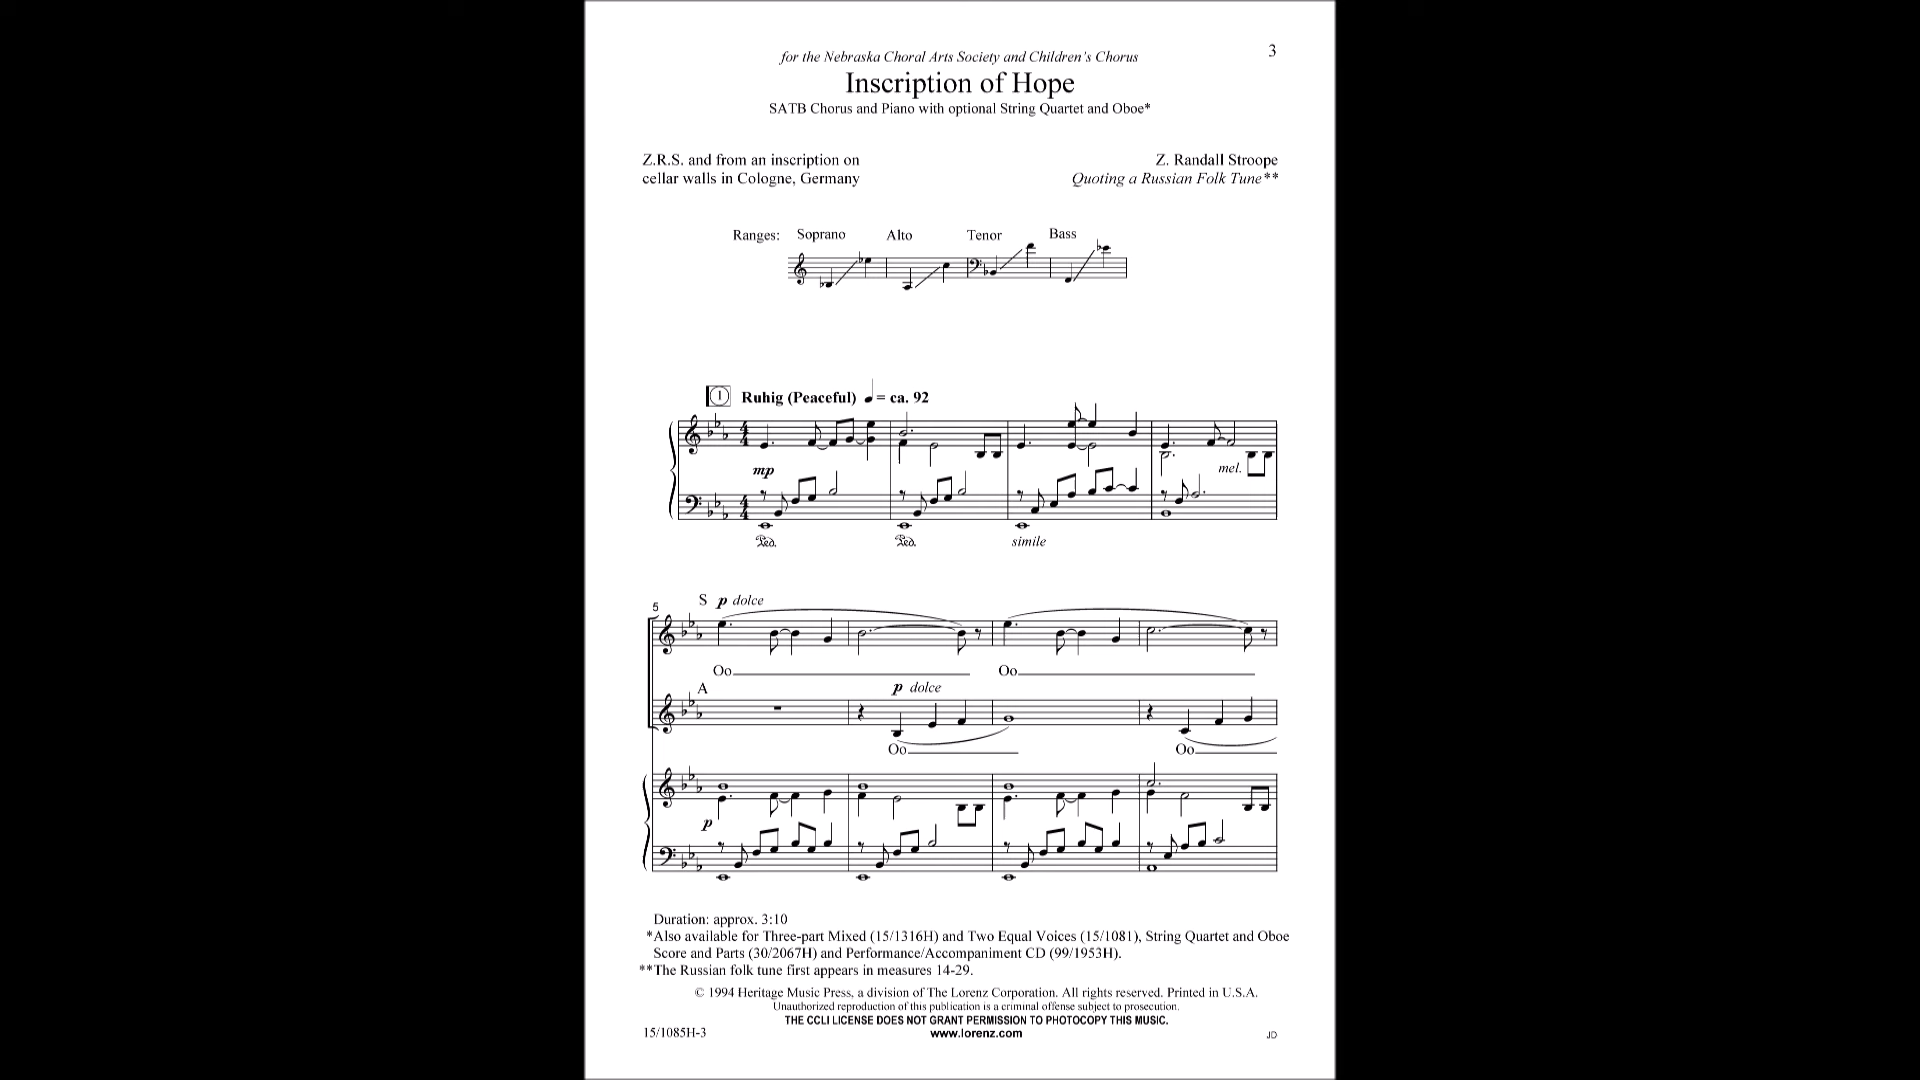 3
for the Nebraska Choral Arts Society and Children's Chorus
Inscription of Hope
SATB Chorus and Piano with optional String Quartet and Oboe*
Z.R.S. and from an inscription on
cellar walls in Cologne, Germany
Z. Randall Stroope
Quoting a Russian Folk Tune**
Ranges: Soprano Alto Tenor Bass
1 Ruhig (Peaceful) ♩ = ca. 92
4 4
mp
mel.
4 4
Ped. Ped. simile
5 S p dolce
Oo Oo
A p dolce
Oo Oo
p
Duration: approx. 3:10
*Also available for Three-part Mixed (15/1316H) and Two Equal Voices (15/1081), String Quartet and Oboe
Score and Parts (30/2067H) and Performance/Accompaniment CD (99/1953H).
**The Russian folk tune first appears in measures 14-29.
© 1994 Heritage Music Press, a division of The Lorenz Corporation. All rights reserved. Printed in U.S.A.
Unauthorized reproduction of this publication is a criminal offense subject to prosecution.
THE CCLI LICENSE DOES NOT GRANT PERMISSION TO PHOTOCOPY THIS MUSIC.
15/1085H-3 www.lorenz.com JD